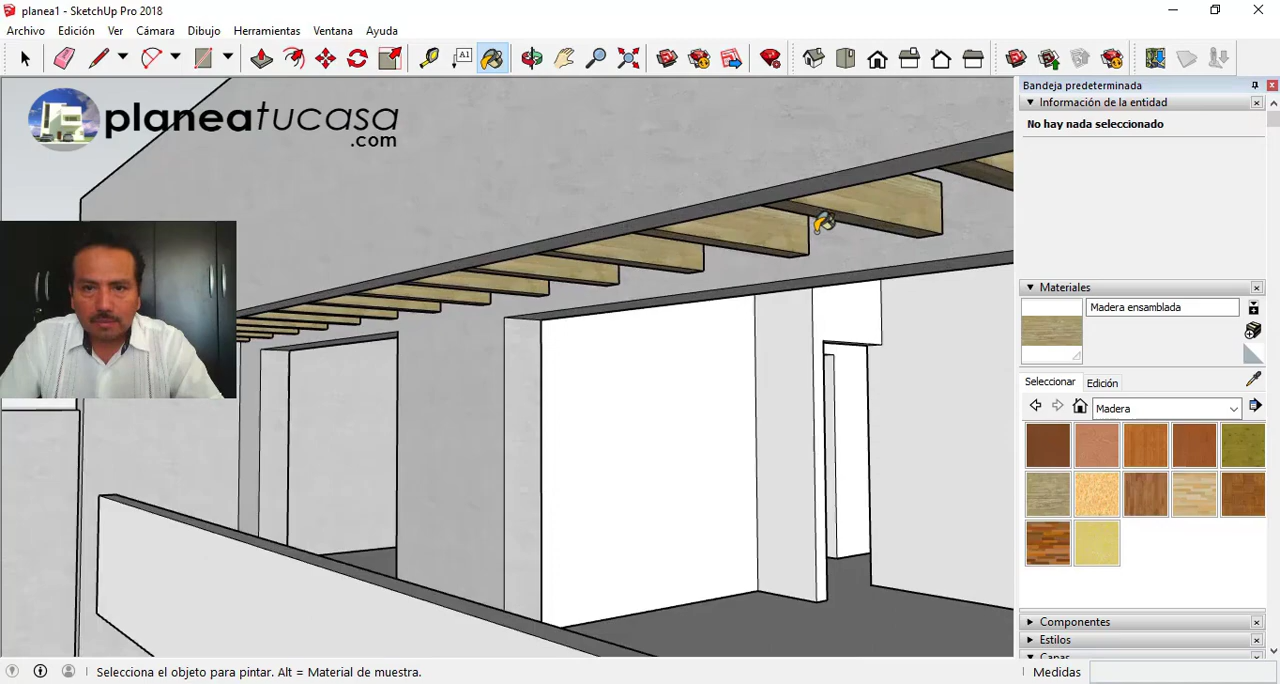 planea1 - SketchUp Pro 2018
Archivo Edición Ver Cámara Dibujo Herramientas Ventana Ayuda
A1
Bandeja predeterminada
Información de la entidad
No hay nada seleccionado
planeatucasa
.com
Materiales
Madera ensamblada
Seleccionar Edición
Madera
Componentes
Estilos
Capas
Selecciona el objeto para pintar. Alt = Material de muestra.
Medidas